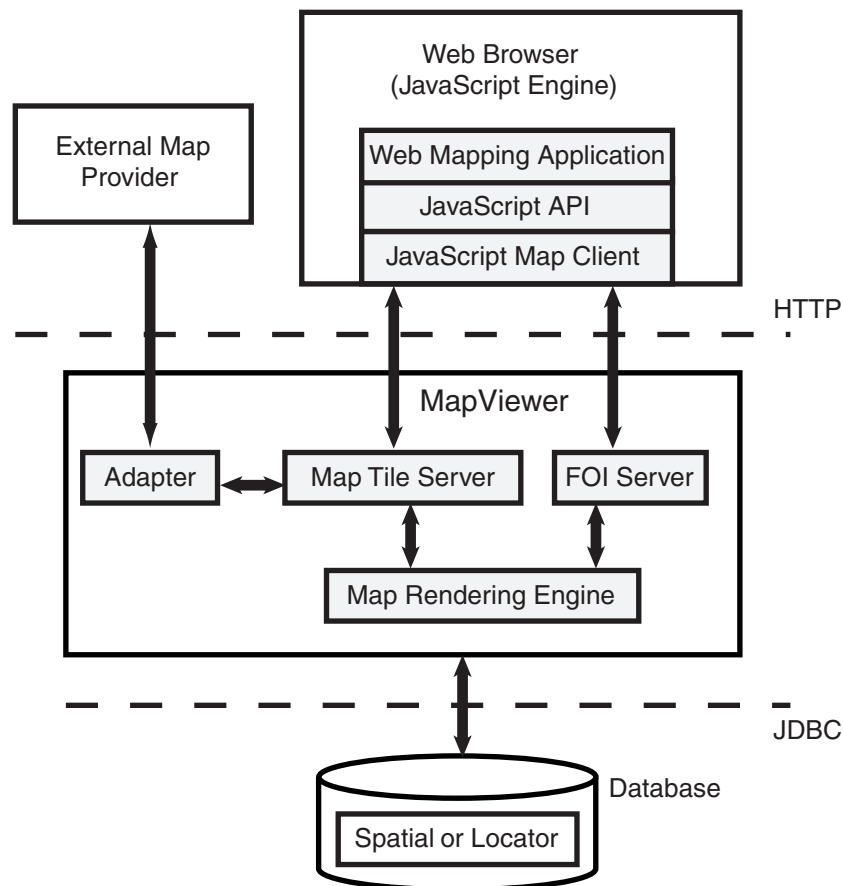 Web Browser
(JavaScript Engine)
External Map
Provider
Web Mapping Application
JavaScript API
JavaScript Map Client
HTTP
MapViewer
Adapter
Map Tile Server
FOI Server
Map Rendering Engine
JDBC
Database
Spatial or Locator